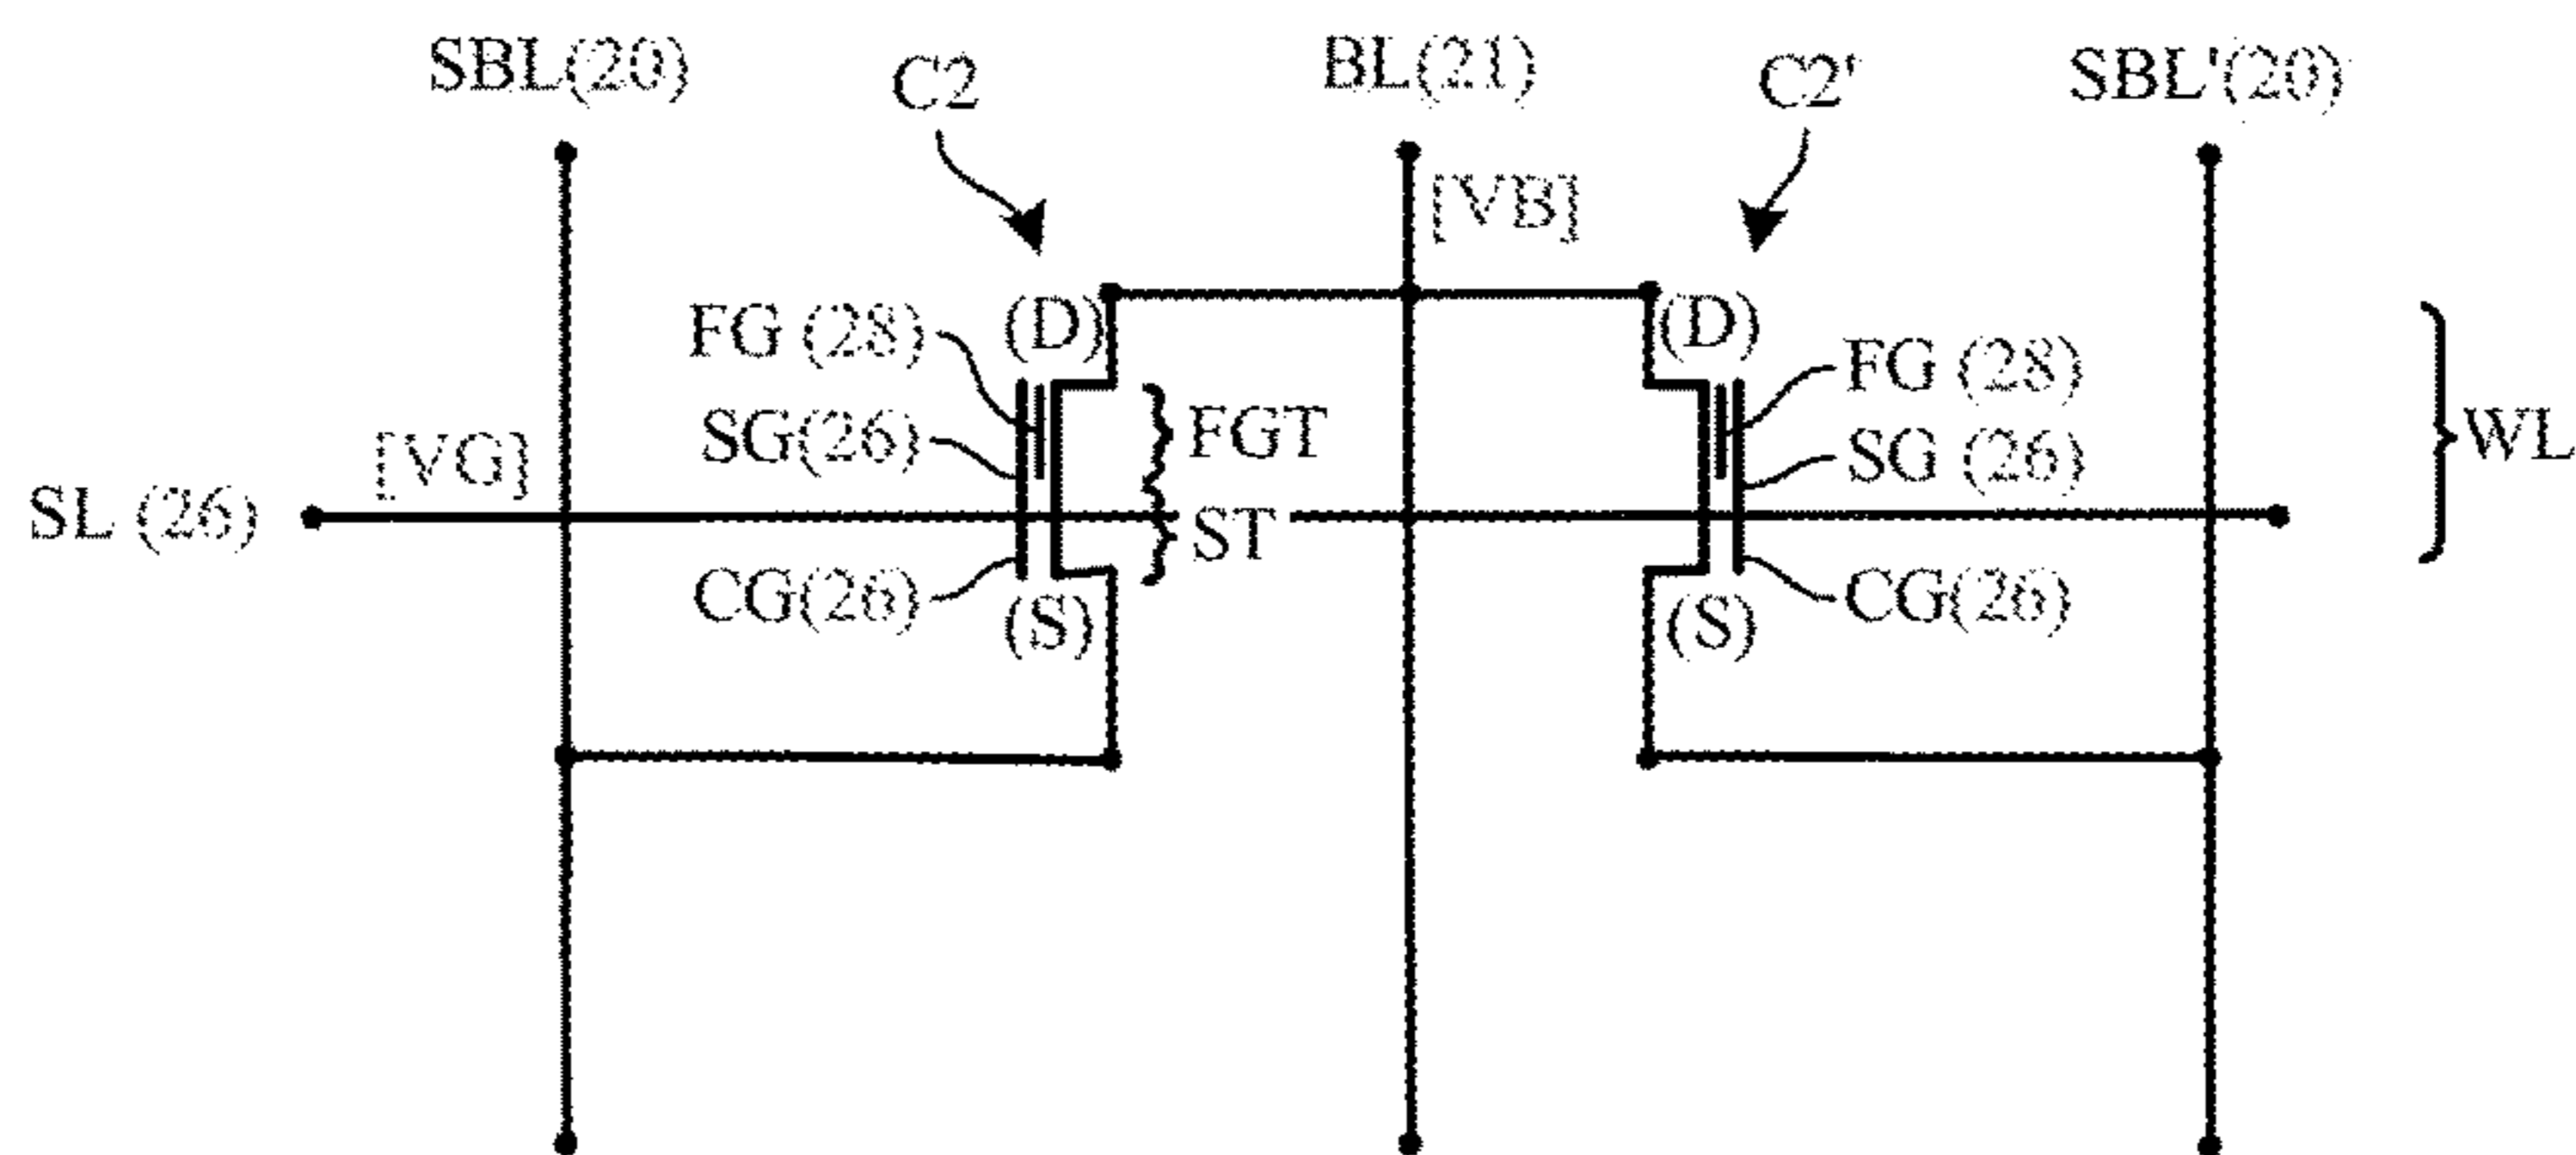 SBL(20)
C2
BL(21)
C2'
SBL'(20)
[VB]
FG (28)
(D)
(D)
FG (28)
SG(26)
FGT
SG (26)
WL
[VG]
SL (26)
ST
CG(26)
(S)
(S)
CG(26)